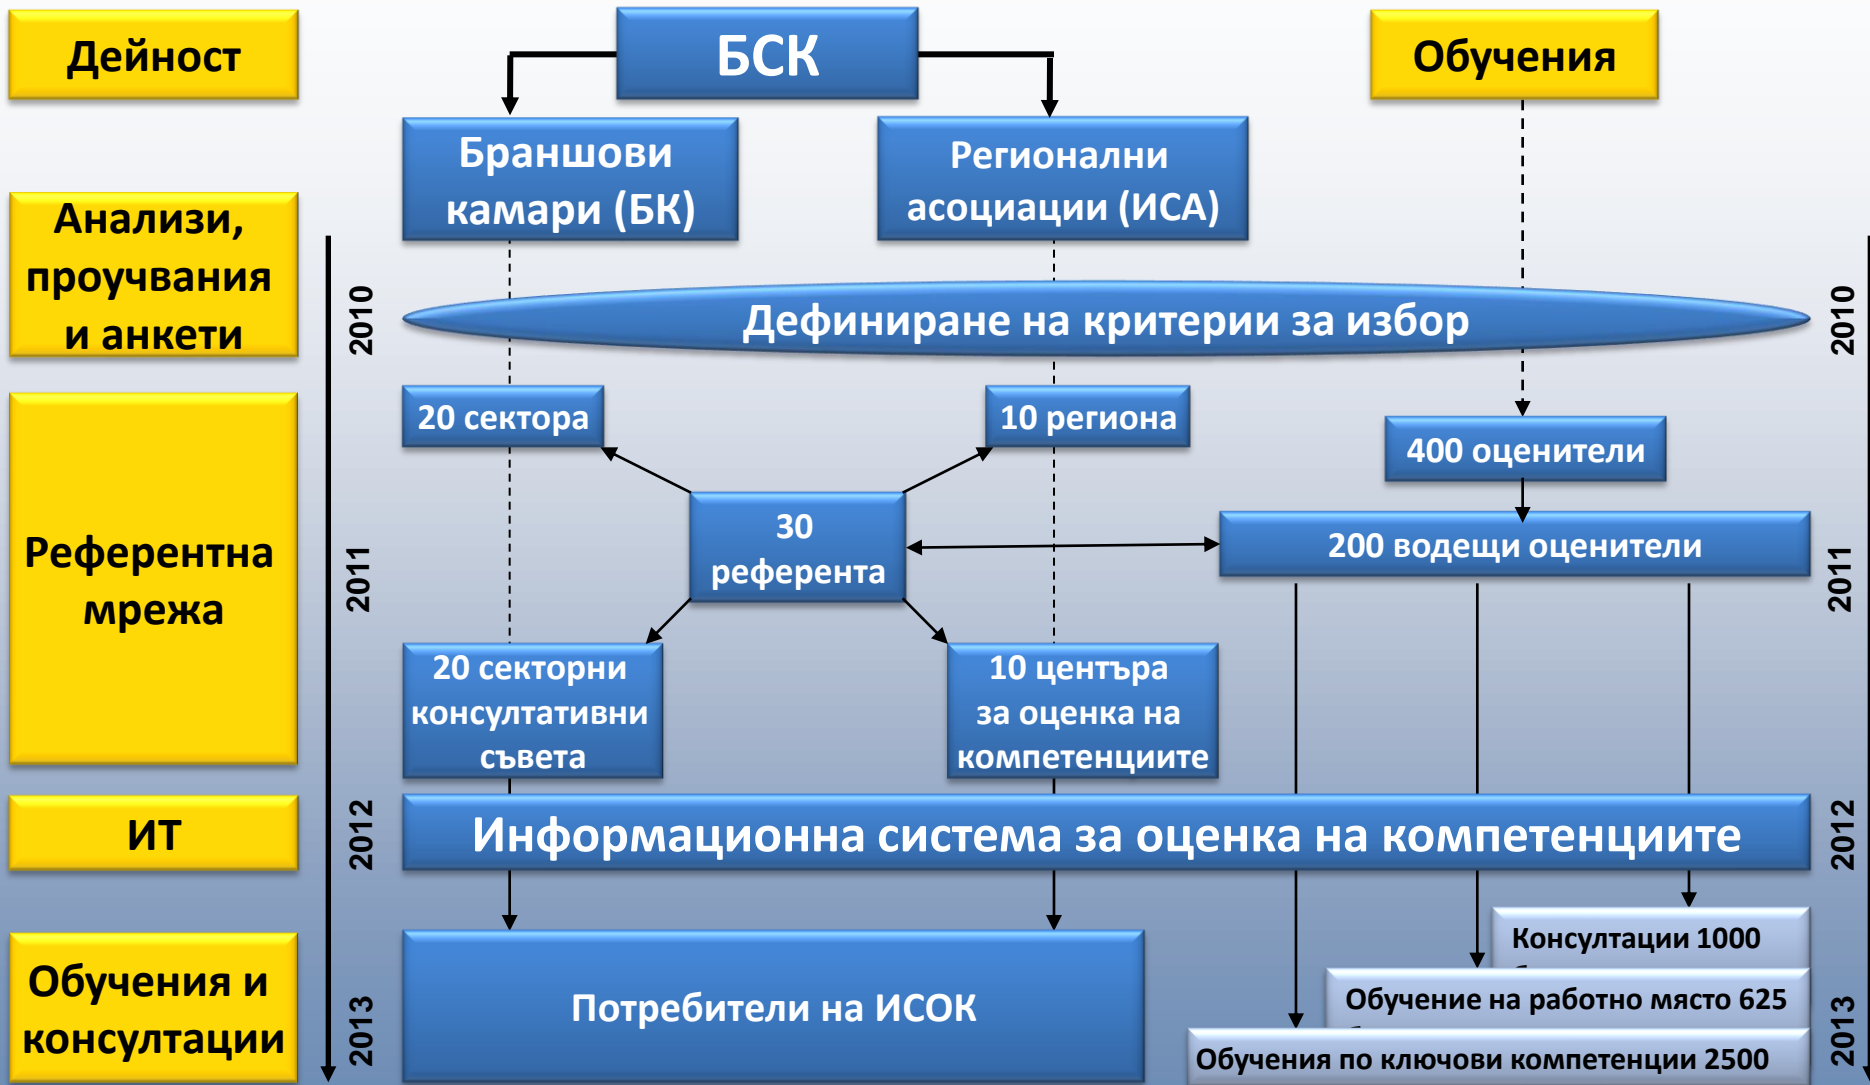 Дейност
БСК
Обучения
Браншови
камари (БК)
Регионални
асоциации (ИСА)
Анализи,
проучвания
и анкети
2010
Дефиниране на критерии за избор
2010
20 сектора
10 региона
400 оценители
Референтна
мрежа
2011
30
референта
200 водещи оценители
2011
20 секторни
консултативни
съвета
10 центъра
за оценка на
компетенциите
ИТ
2012
Информационна система за оценка на компетенциите
2012
Обучения и
консултации
2013
Потребители на ИСОК
Консултации 1000
Обучение на работно място 625
Обучения по ключови компетенции 2500
2013